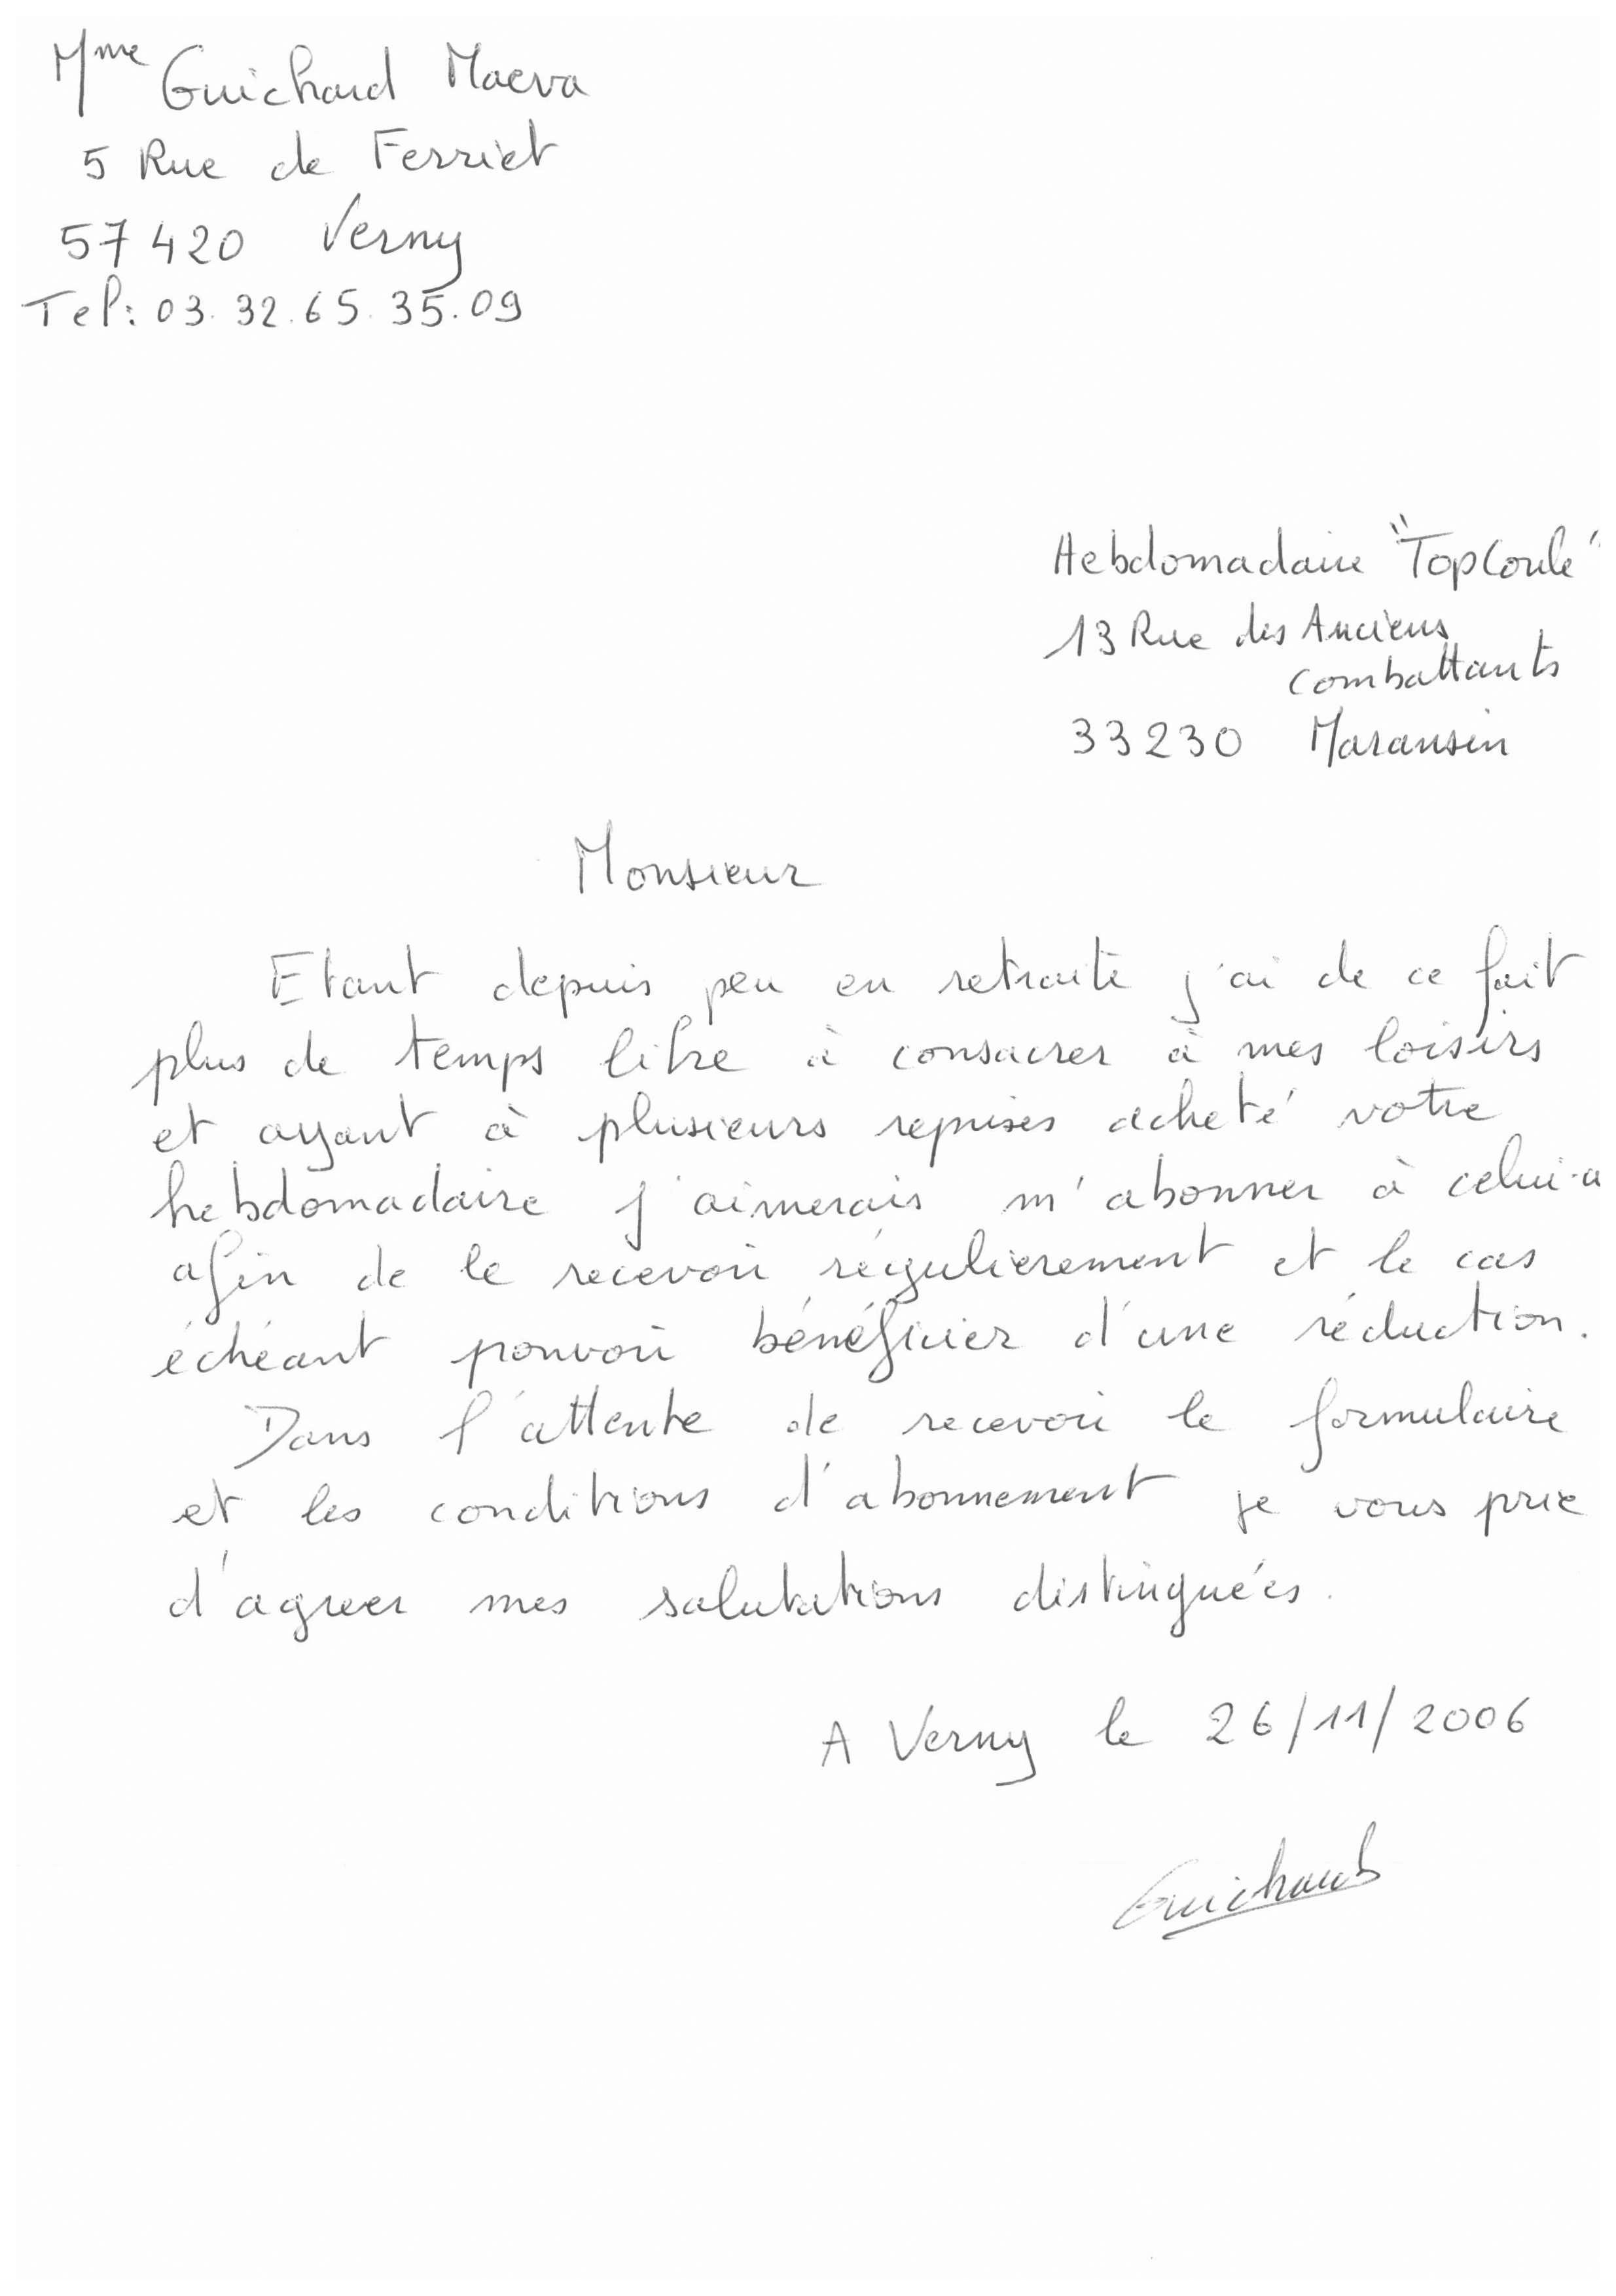 Mme Guichard Maeva
5 Rue de Ferriet
57420 Verny
Tel: 03.32.65.35.09
Hebdomadaire "TopCoule"
13 Rue des Anciens
Combattants
33230 Maransin
Monsieur
Etant depuis peu en retraite j'ai de ce fait
plus de temps libre à consacrer à mes loisirs
et ayant à plusieurs reprises acheté votre
hebdomadaire j'aimerais m'abonner à celui-ci
afin de le recevoir régulierement et le cas
échéant pouvoir bénéficier d'une réduction.
Dans l'attente de recevoir le formulaire
et les conditions d'abonnement je vous prie
d'agreer mes salutations distinguées.
A Verny le 26/11/2006
Guichard